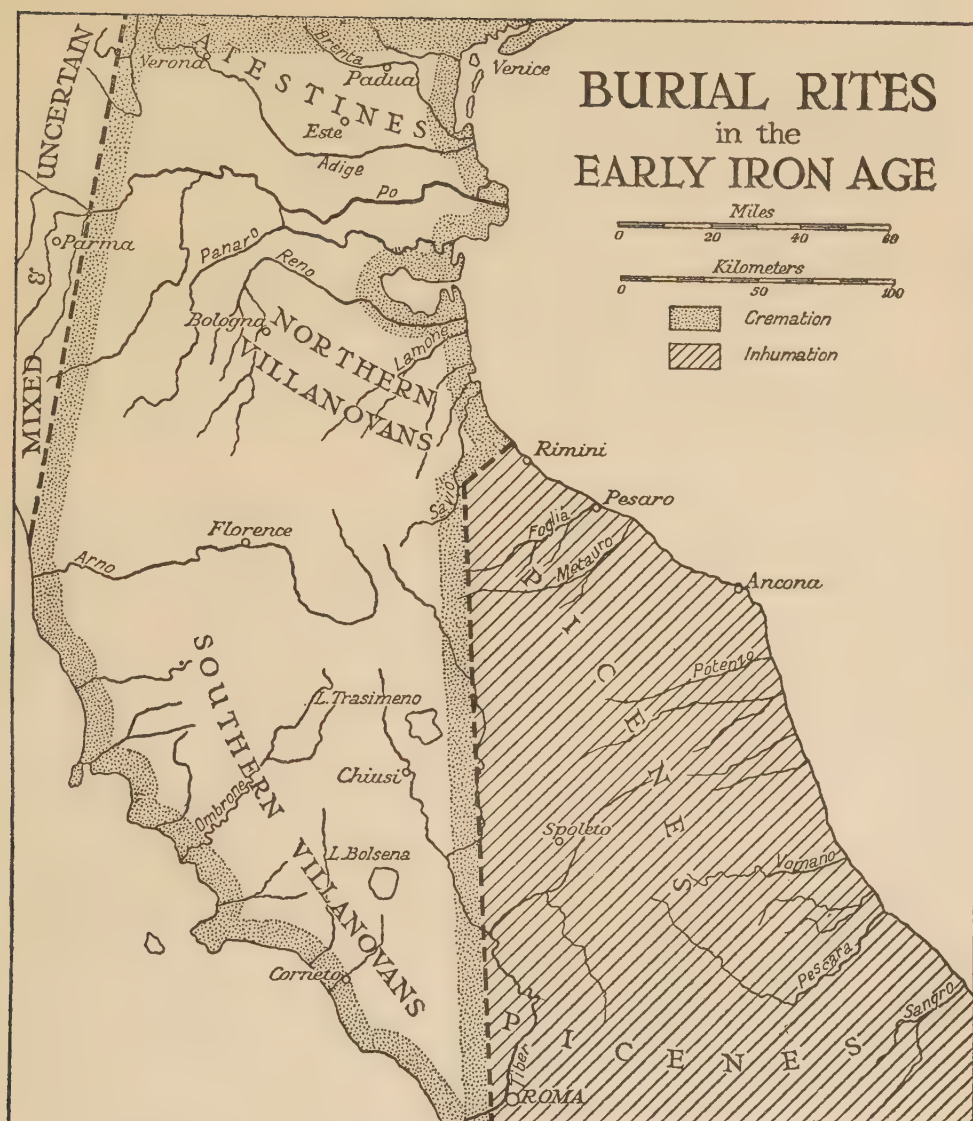 BURIAL RITES
in the
EARLY IRON AGE
Miles
0 20 40 60
Kilometers
0 50 100
Cremation
Inhumation
MIXED & UNCERTAIN
ATESTINES
Verona
Brenta
Padua
Venice
Este
Adige
Po
Parma
Panaro
Reno
Bologna
NORTHERN
VILLANOVANS
Lamone
Rimini
Pesaro
Foglia
Metauro
Florence
Arno
Ancona
PICENES
Potenza
SOUTHERN VILLANOVANS
L. Trasimeno
Chiusi
Ombrone
Spoleto
L. Bolsena
Vomano
Corneto
Pescara
Sangro
PICENES
Tiber
ROMA